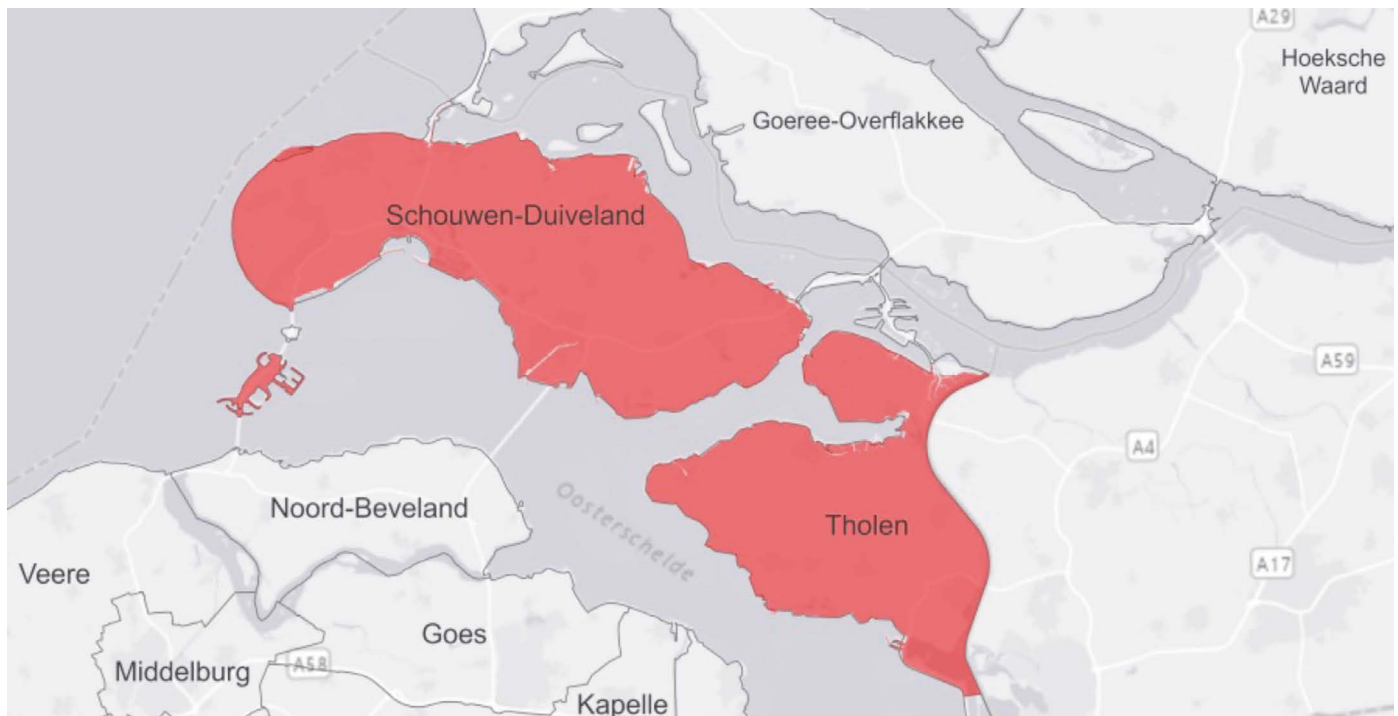 A29
Hoeksche
Waard
Goeree-Overflakkee
Schouwen-Duiveland
A59
A4
Noord-Beveland
Oosterschelde
Tholen
Veere
A17
Goes
Middelburg
A58
Kapelle